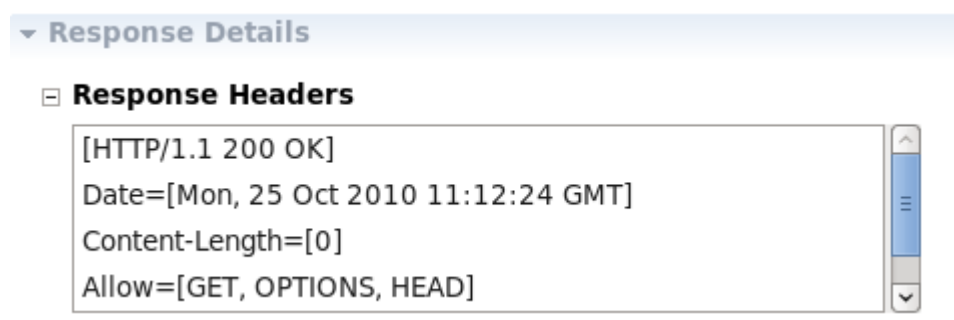 Response Details
Response Headers
[HTTP/1.1 200 OK]
Date=[Mon, 25 Oct 2010 11:12:24 GMT]
Content-Length=[0]
Allow=[GET, OPTIONS, HEAD]